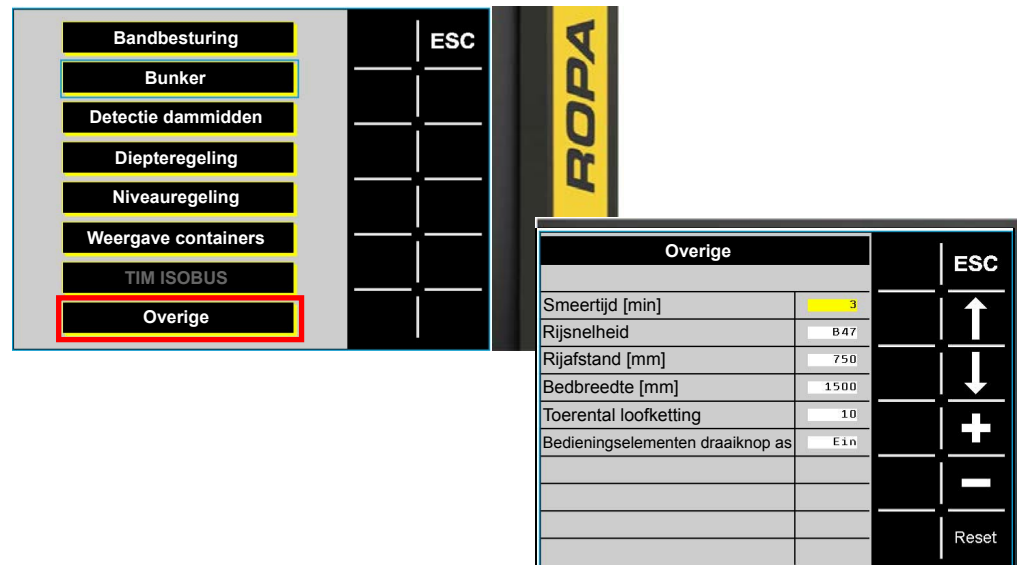 Bandbesturing
ESC
Bunker
Detectie dammidden
Diepteregeling
Niveauregeling
Weergave containers
TIM ISOBUS
Overige
ROPA
Overige
ESC
Smeertijd [min] 3
Rijsnelheid B47
Rijafstand [mm] 750
Bedbreedte [mm] 1500
Toerental loofketting 10
Bedieningselementen draaiknop as Ein
Reset